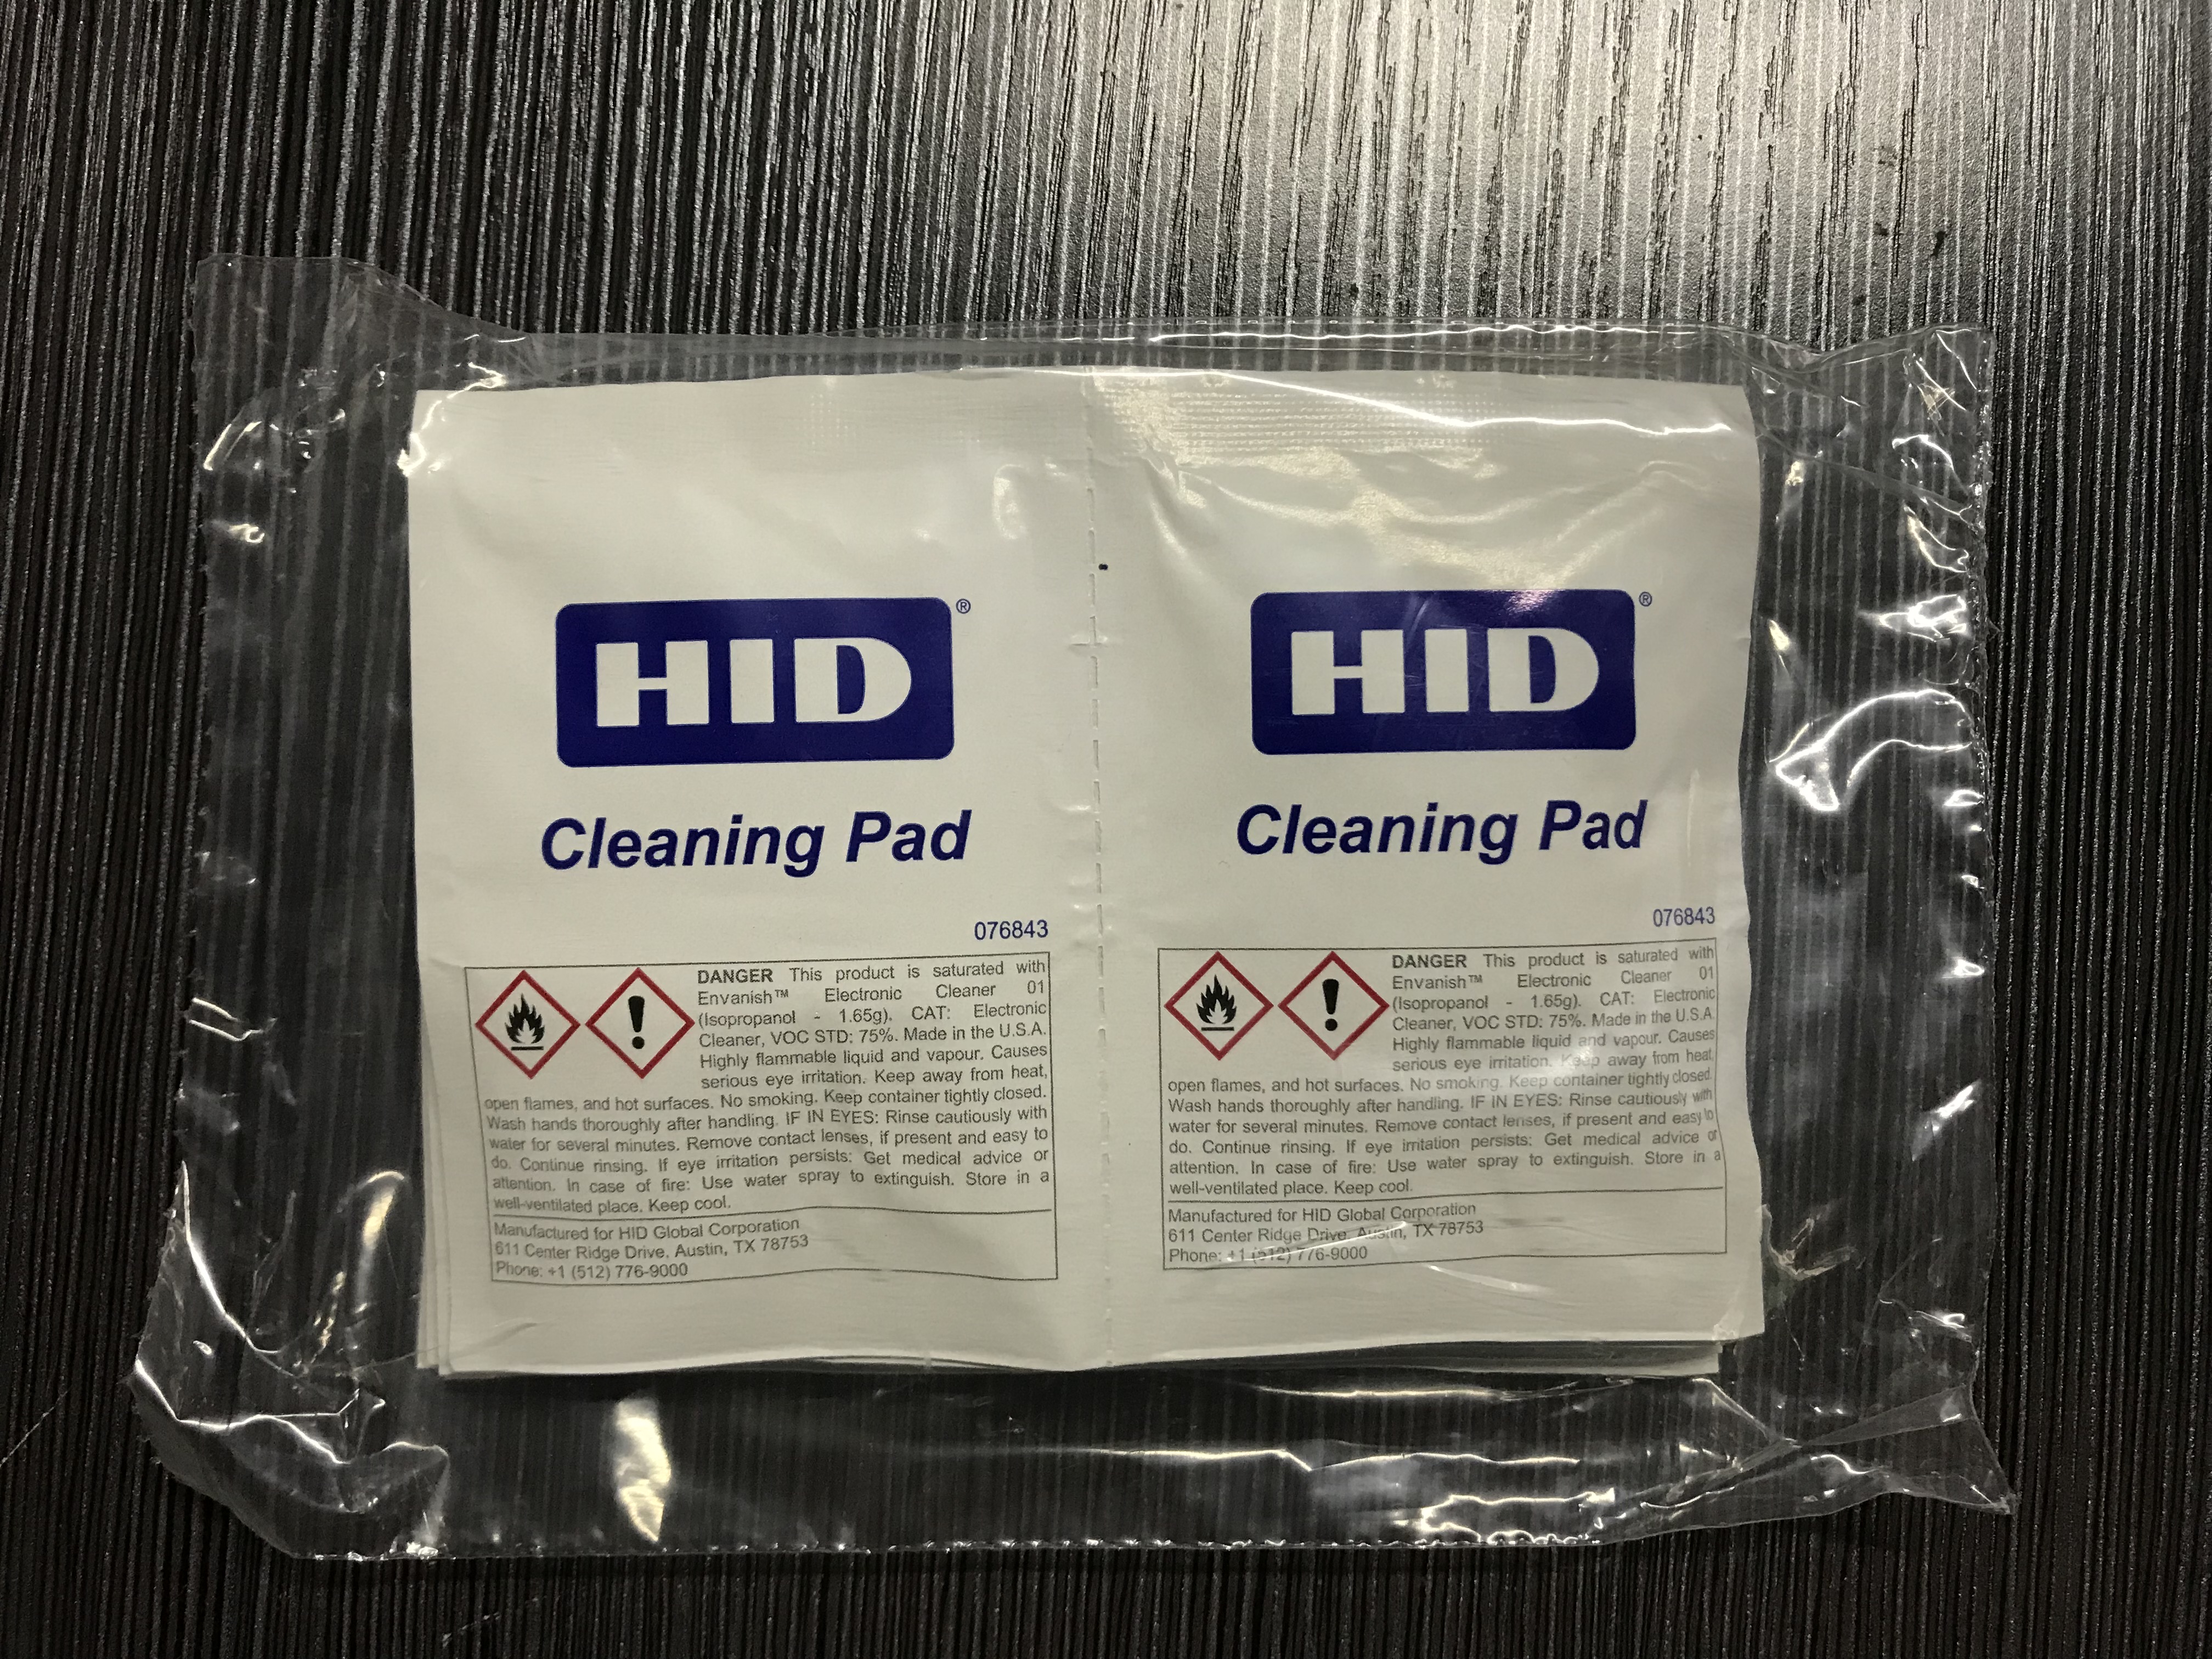 HID®
Cleaning Pad
076843
DANGER This product is saturated with
Envanish™ Electronic Cleaner 01
(Isopropanol - 1.65g). CAT: Electronic
Cleaner, VOC STD: 75%. Made in the U.S.A.
Highly flammable liquid and vapour. Causes
serious eye irritation. Keep away from heat,
open flames, and hot surfaces. No smoking. Keep container tightly closed.
Wash hands thoroughly after handling. IF IN EYES: Rinse cautiously with
water for several minutes. Remove contact lenses, if present and easy to
do. Continue rinsing. If eye irritation persists: Get medical advice or
attention. In case of fire: Use water spray to extinguish. Store in a
well-ventilated place. Keep cool.
Manufactured for HID Global Corporation
611 Center Ridge Drive, Austin, TX 78753
Phone: +1 (512) 776-9000
HID®
Cleaning Pad
076843
DANGER This product is saturated with
Envanish™ Electronic Cleaner 01
(Isopropanol - 1.65g). CAT: Electronic
Cleaner, VOC STD: 75%. Made in the U.S.A.
Highly flammable liquid and vapour. Causes
serious eye irritation. Keep away from heat,
open flames, and hot surfaces. No smoking. Keep container tightly closed.
Wash hands thoroughly after handling. IF IN EYES: Rinse cautiously with
water for several minutes. Remove contact lenses, if present and easy to
do. Continue rinsing. If eye irritation persists: Get medical advice or
attention. In case of fire: Use water spray to extinguish. Store in a
well-ventilated place. Keep cool.
Manufactured for HID Global Corporation
611 Center Ridge Drive, Austin, TX 78753
Phone: +1 (512) 776-9000